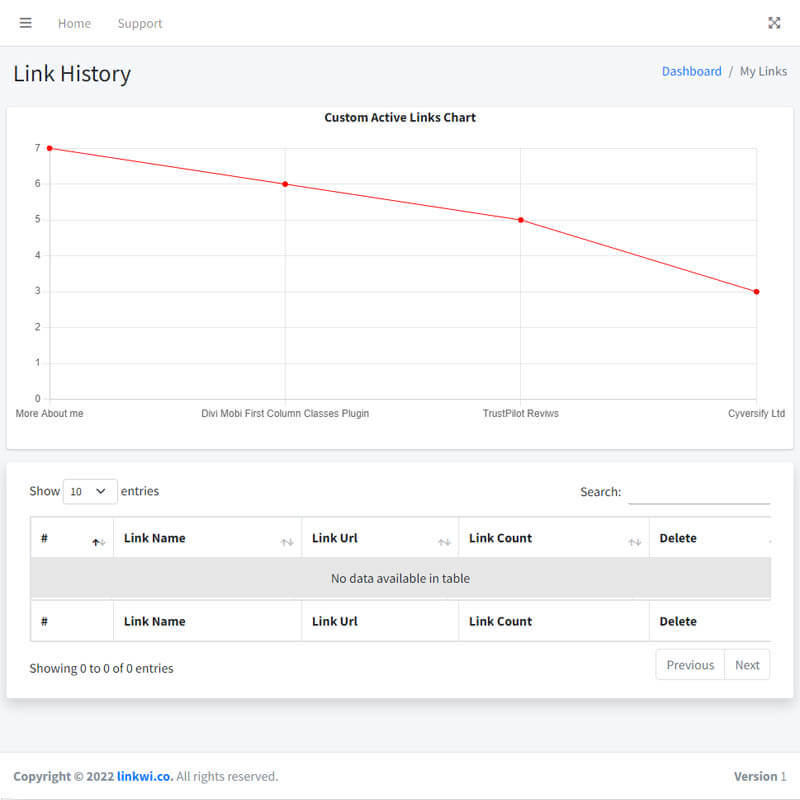 Home Support
Link History
Dashboard / My Links
Custom Active Links Chart
7
6
5
4
3
2
1
0
More About me Divi Mobi First Column Classes Plugin TrustPilot Reviws Cyversify Ltd
Show 10 entries
Search:
# Link Name Link Url Link Count Delete
No data available in table
# Link Name Link Url Link Count Delete
Showing 0 to 0 of 0 entries
Previous Next
Copyright © 2022 linkwi.co. All rights reserved.
Version 1